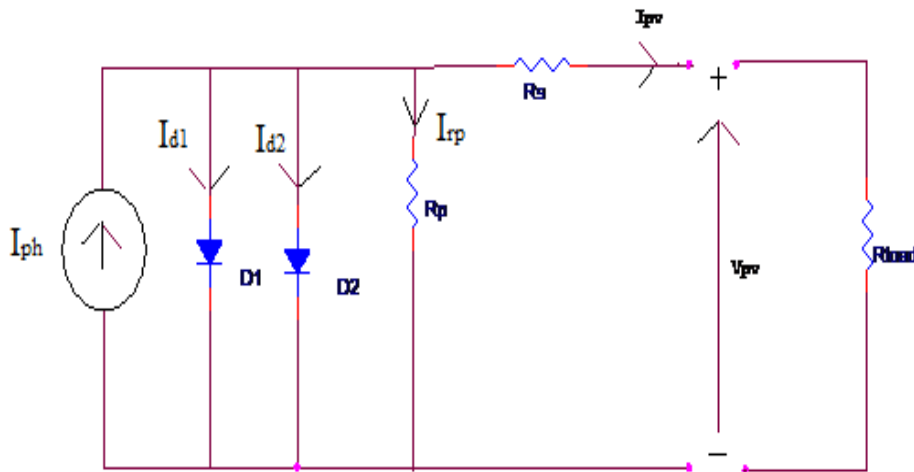 Ipv
+
Rs
Id1
Id2
Irp
Rp
Iph
D1
D2
Vpv
Rload
−